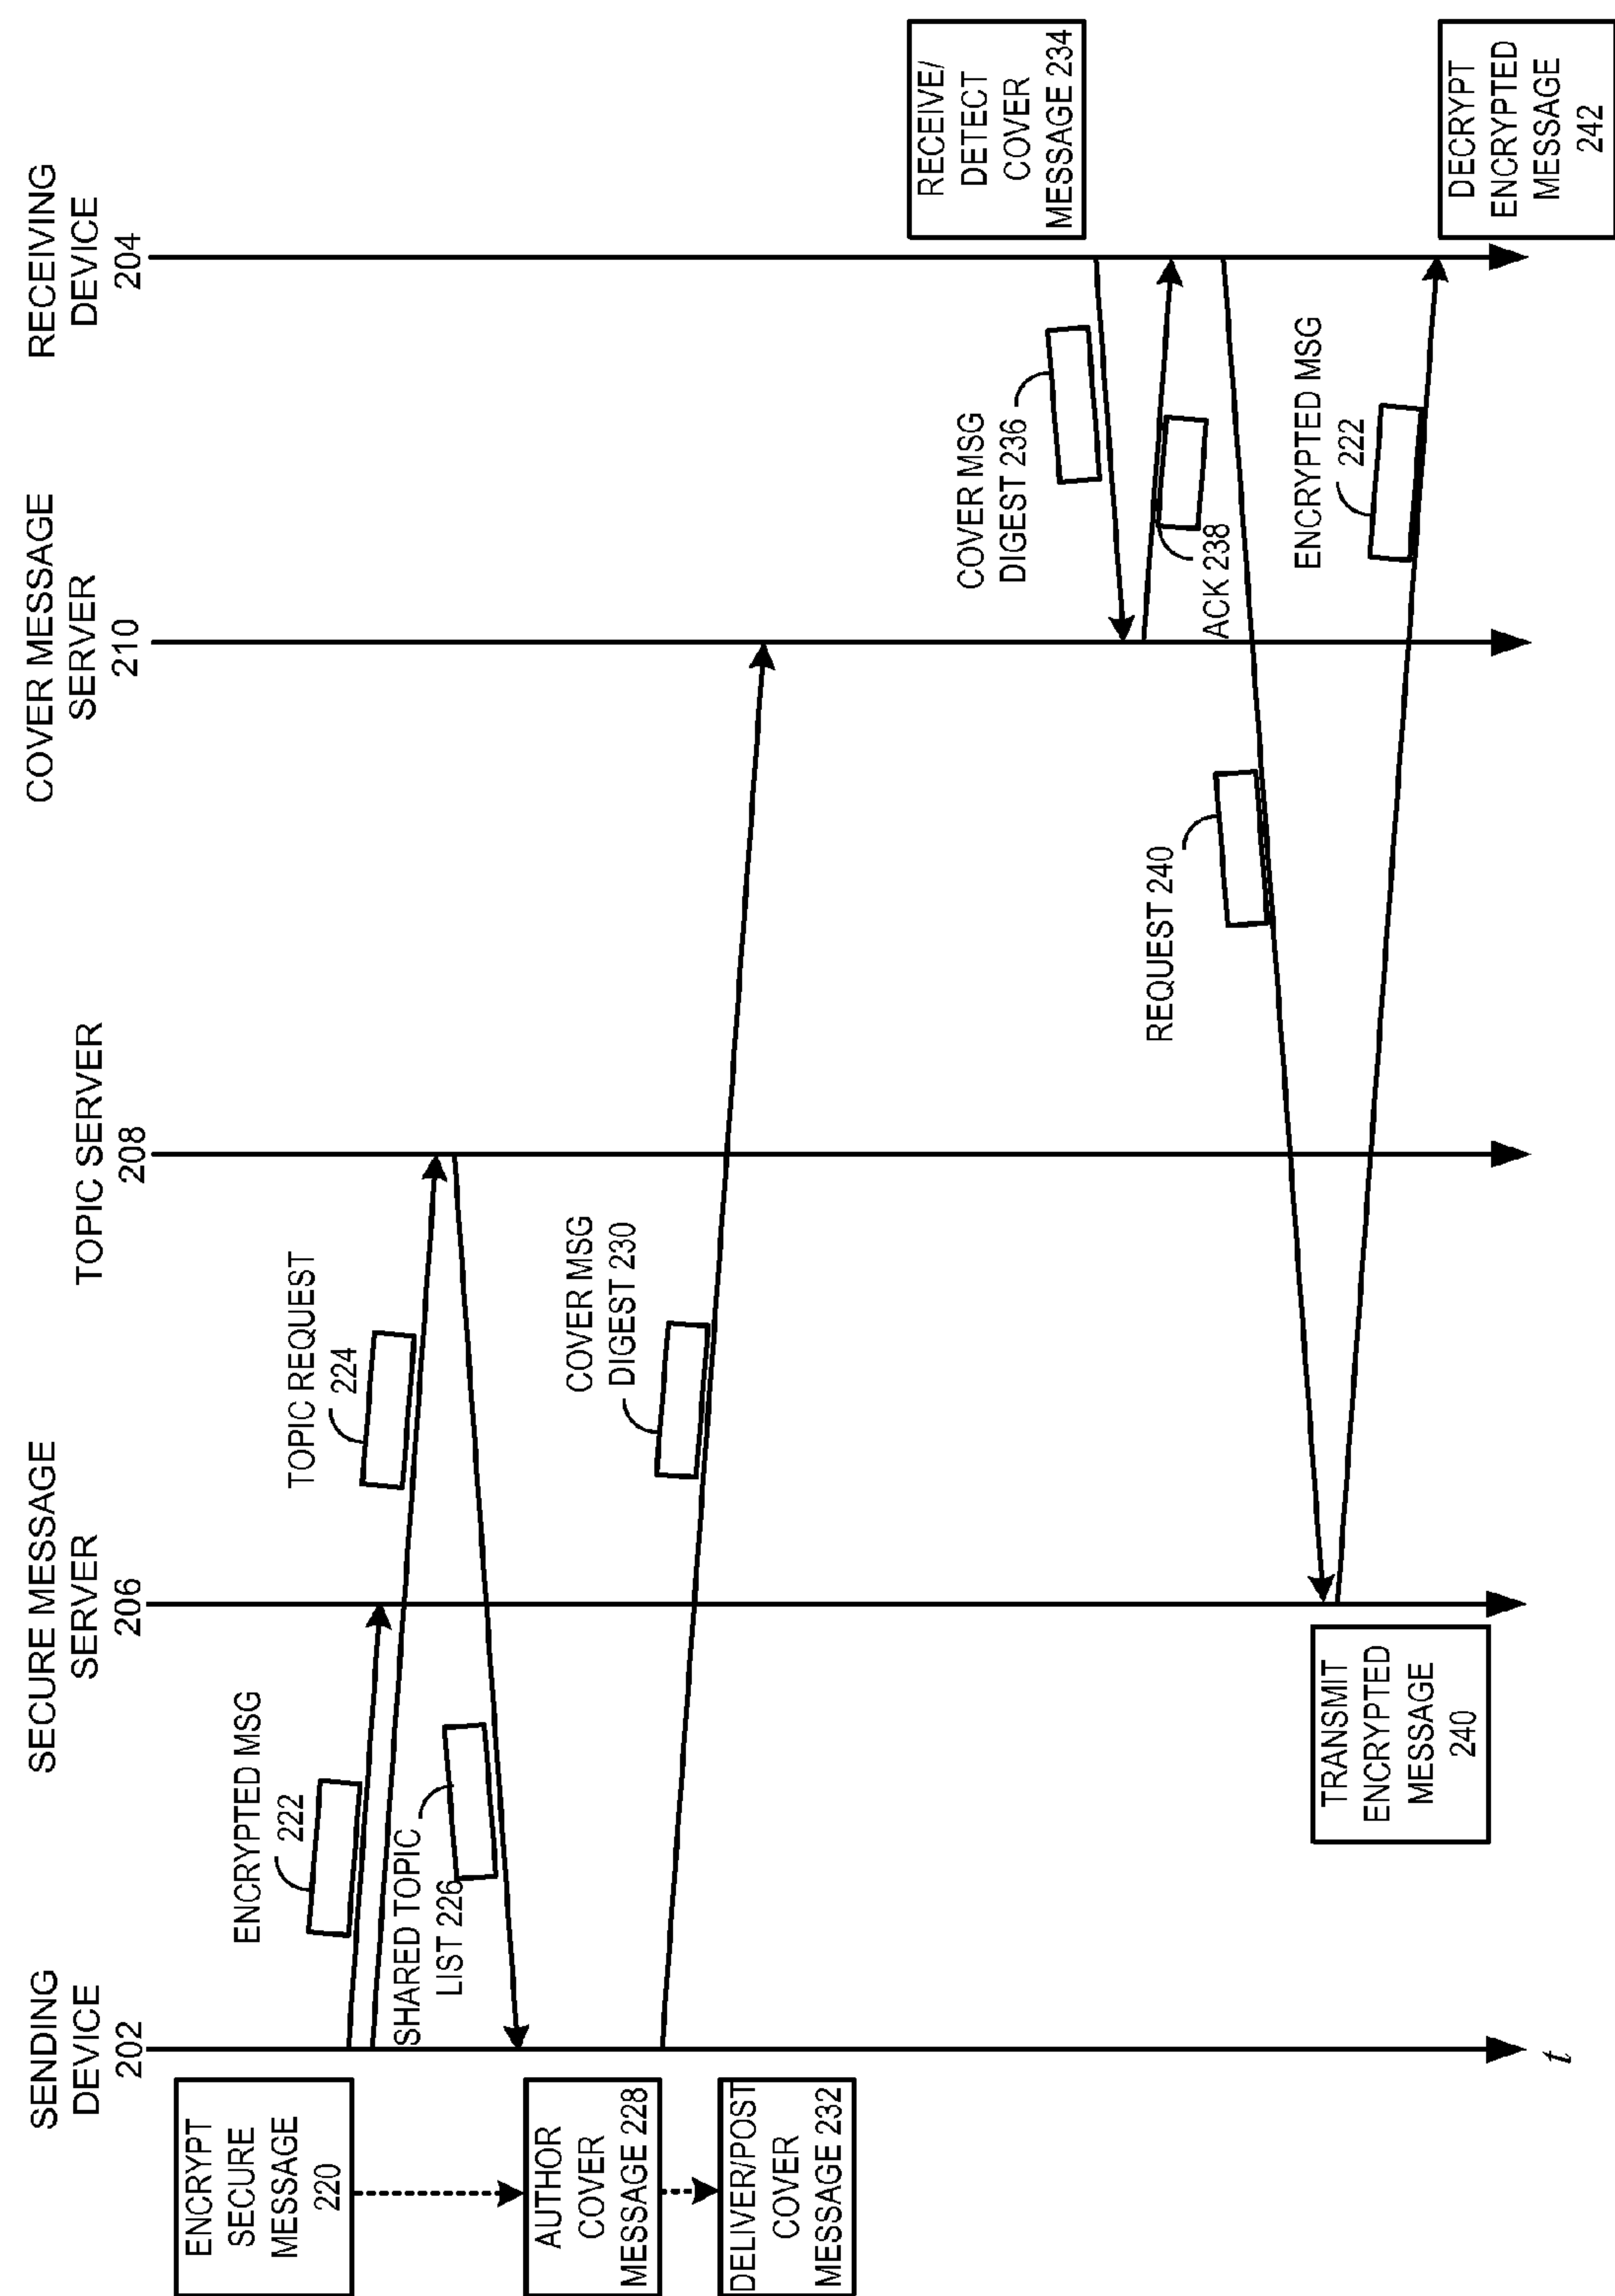 SENDING
DEVICE
202
SECURE MESSAGE
SERVER
206
TOPIC SERVER
208
COVER MESSAGE
SERVER
210
RECEIVING
DEVICE
204
ENCRYPT
SECURE
MESSAGE
220
ENCRYPTED MSG
222
TOPIC REQUEST
224
SHARED TOPIC
LIST 226
AUTHOR
COVER
MESSAGE 228
COVER MSG
DIGEST 230
DELIVER/POST
COVER
MESSAGE 232
RECEIVE/
DETECT
COVER
MESSAGE 234
COVER MSG
DIGEST 236
ACK 238
REQUEST 240
TRANSMIT
ENCRYPTED
MESSAGE
240
ENCRYPTED MSG
222
DECRYPT
ENCRYPTED
MESSAGE
242
t